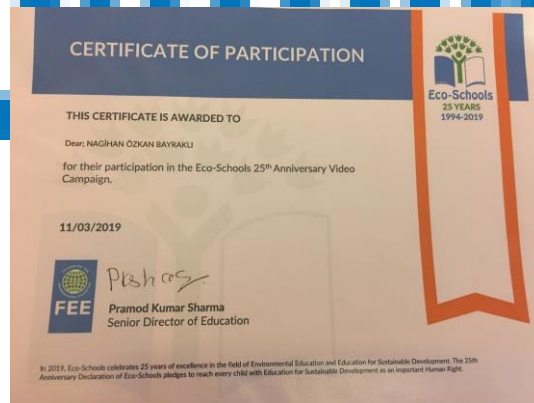 CERTIFICATE OF PARTICIPATION
Eco-Schools
25 YEARS
1994-2019
THIS CERTIFICATE IS AWARDED TO
Dear; NAGİHAN ÖZKAN BAYRAKLI
for their participation in the Eco-Schools 25th Anniversary Video
Campaign.
11/03/2019
FEE
Pramod Kumar Sharma
Senior Director of Education
In 2019, Eco-Schools celebrates 25 years of excellence in the field of Environmental Education and Education for Sustainable Development. The 25th
Anniversary Declaration of Eco-Schools pledges to reach every child with Education for Sustainable Development as an important Human Right.